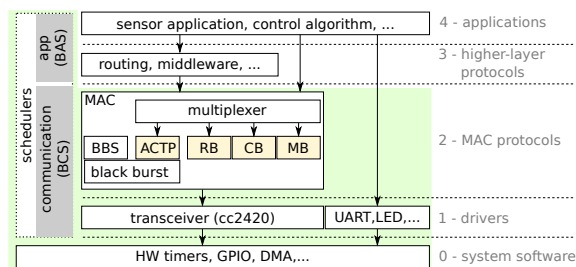 sensor application, control algorithm, ...
4 - applications
schedulers
app
(BAS)
3 - higher-layer
protocols
routing, middleware, ...
communication
(BCS)
MAC
multiplexer
BBS
ACTP
RB
CB
MB
2 - MAC protocols
black burst
transceiver (cc2420)
UART,LED,...
1 - drivers
HW timers, GPIO, DMA,...
0 - system software